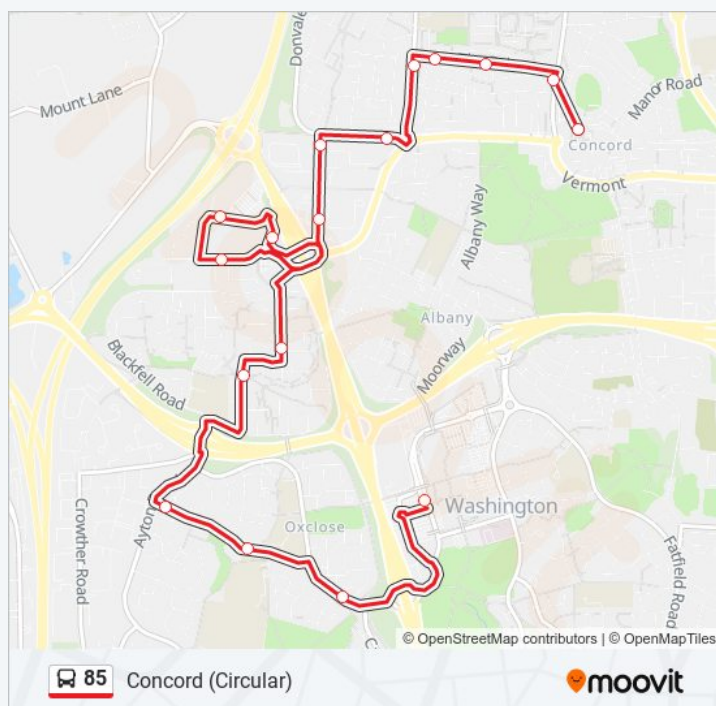 Donvale
Mount Lane
Manor Road
Concord
Vermont
Albany Way
Albany
Moorway
Blackfell Road
Washington
Crowther Road
Ayton
Oxclose
Fatfield Road
© OpenStreetMap contributors | © OpenMapTiles
85 Concord (Circular)
moovit